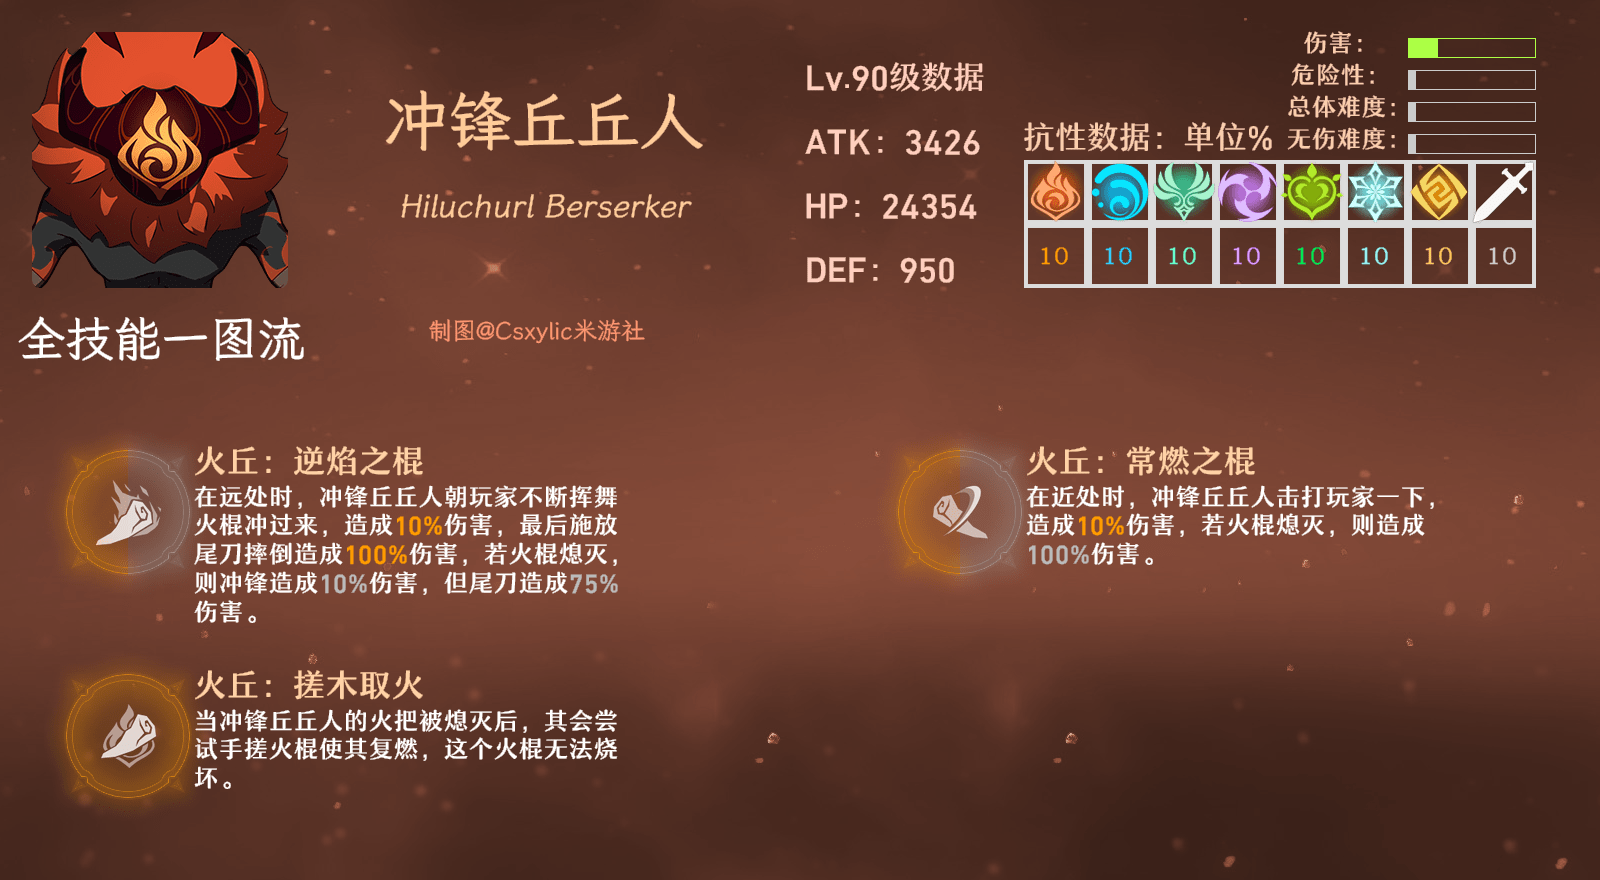 冲锋丘丘人
Hiluchurl Berserker
全技能一图流
制图@Csxylic米游社
Lv.90级数据
ATK：3426
HP：24354
DEF：950
伤害：
危险性：
总体难度：
无伤难度：
抗性数据：单位%
10 10 10 10 10 10 10 10
火丘：逆焰之棍
在远处时，冲锋丘丘人朝玩家不断挥舞
火棍冲过来，造成10%伤害，最后施放
尾刀摔倒造成100%伤害，若火棍熄灭，
则冲锋造成10%伤害，但尾刀造成75%
伤害。
火丘：常燃之棍
在近处时，冲锋丘丘人击打玩家一下，
造成10%伤害，若火棍熄灭，则造成
100%伤害。
火丘：搓木取火
当冲锋丘丘人的火把被熄灭后，其会尝
试手搓火棍使其复燃，这个火棍无法烧
坏。